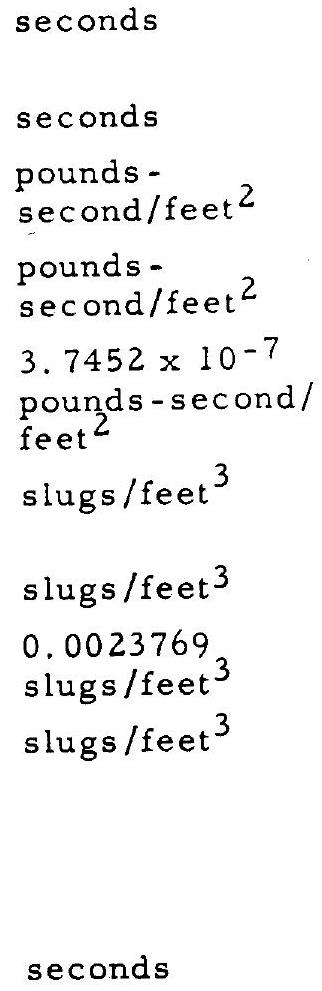 seconds
seconds
pounds-
second/feet²
pounds-
second/feet²
3.7452 x 10⁻⁷
pounds-second/
feet²
slugs/feet³
slugs/feet³
0.0023769
slugs/feet³
slugs/feet³
seconds